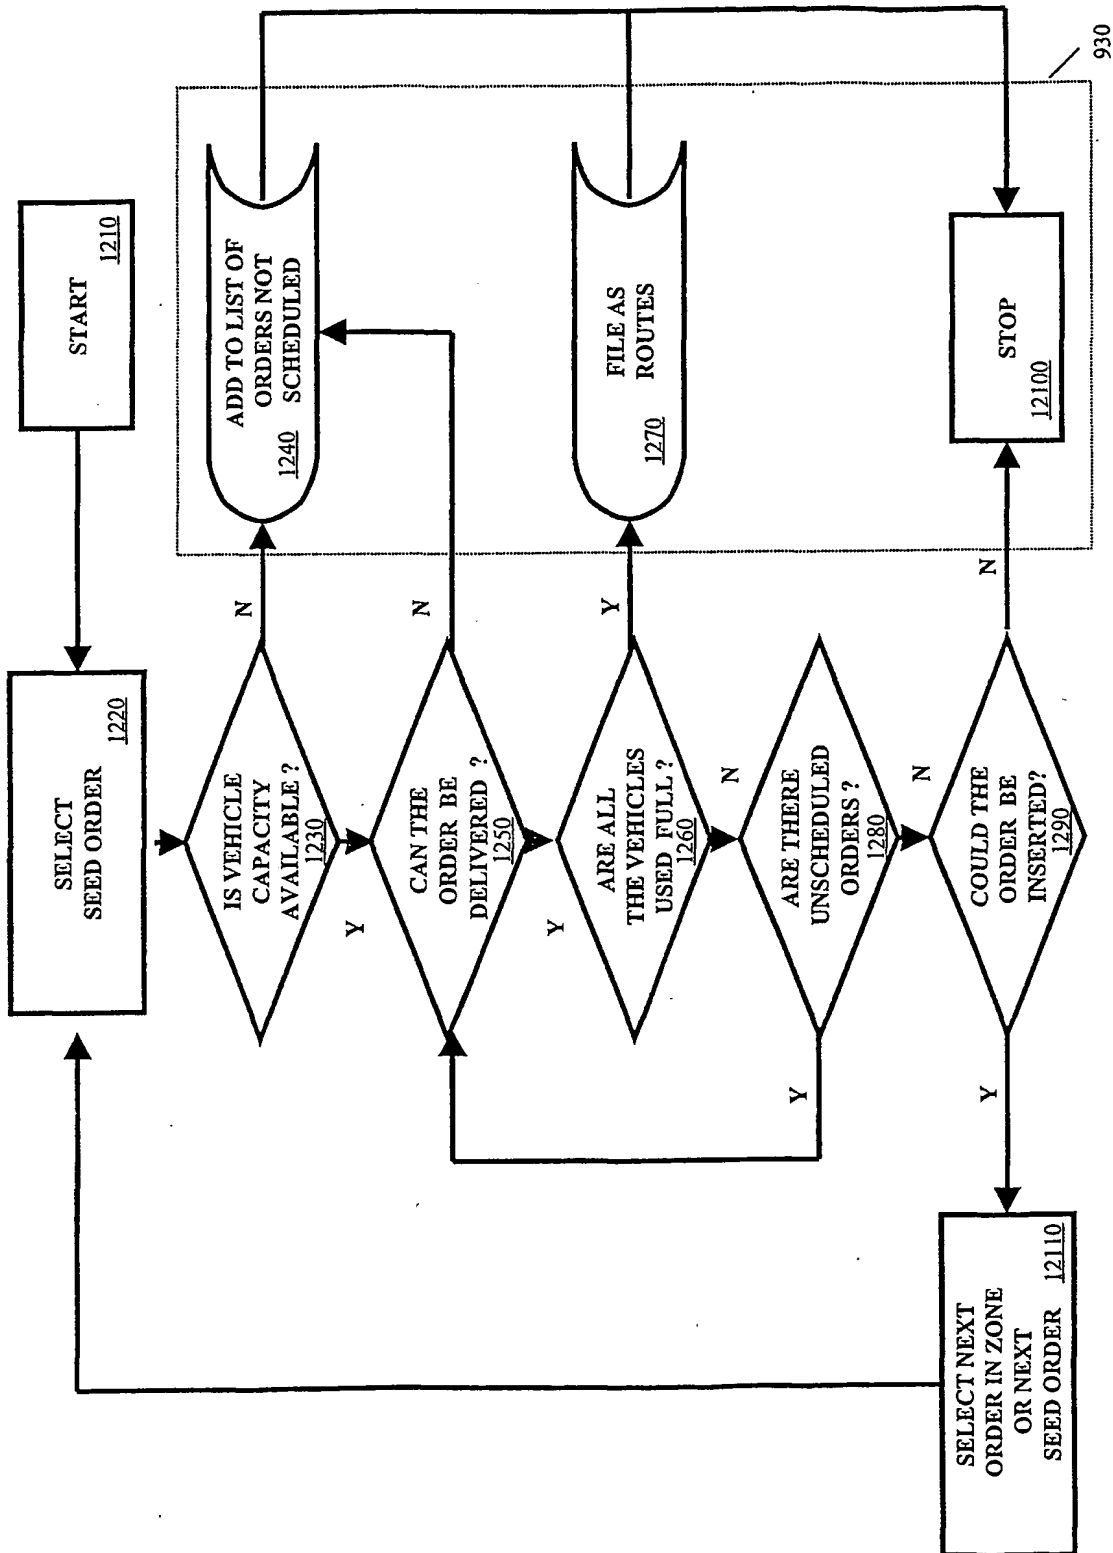 START
1210
SELECT
SEED ORDER
1220
IS VEHICLE
CAPACITY
AVAILABLE ?
1230
N
Y
ADD TO LIST OF
ORDERS NOT
SCHEDULED
1240
CAN THE
ORDER BE
DELIVERED ?
1250
N
Y
ARE ALL
THE VEHICLES
USED FULL ?
1260
Y
N
FILE AS
ROUTES
1270
ARE THERE
UNSCHEDULED
ORDERS ?
1280
Y
N
COULD THE
ORDER BE
INSERTED?
1290
N
Y
STOP
12100
SELECT NEXT
ORDER IN ZONE
OR NEXT
SEED ORDER
12110
930